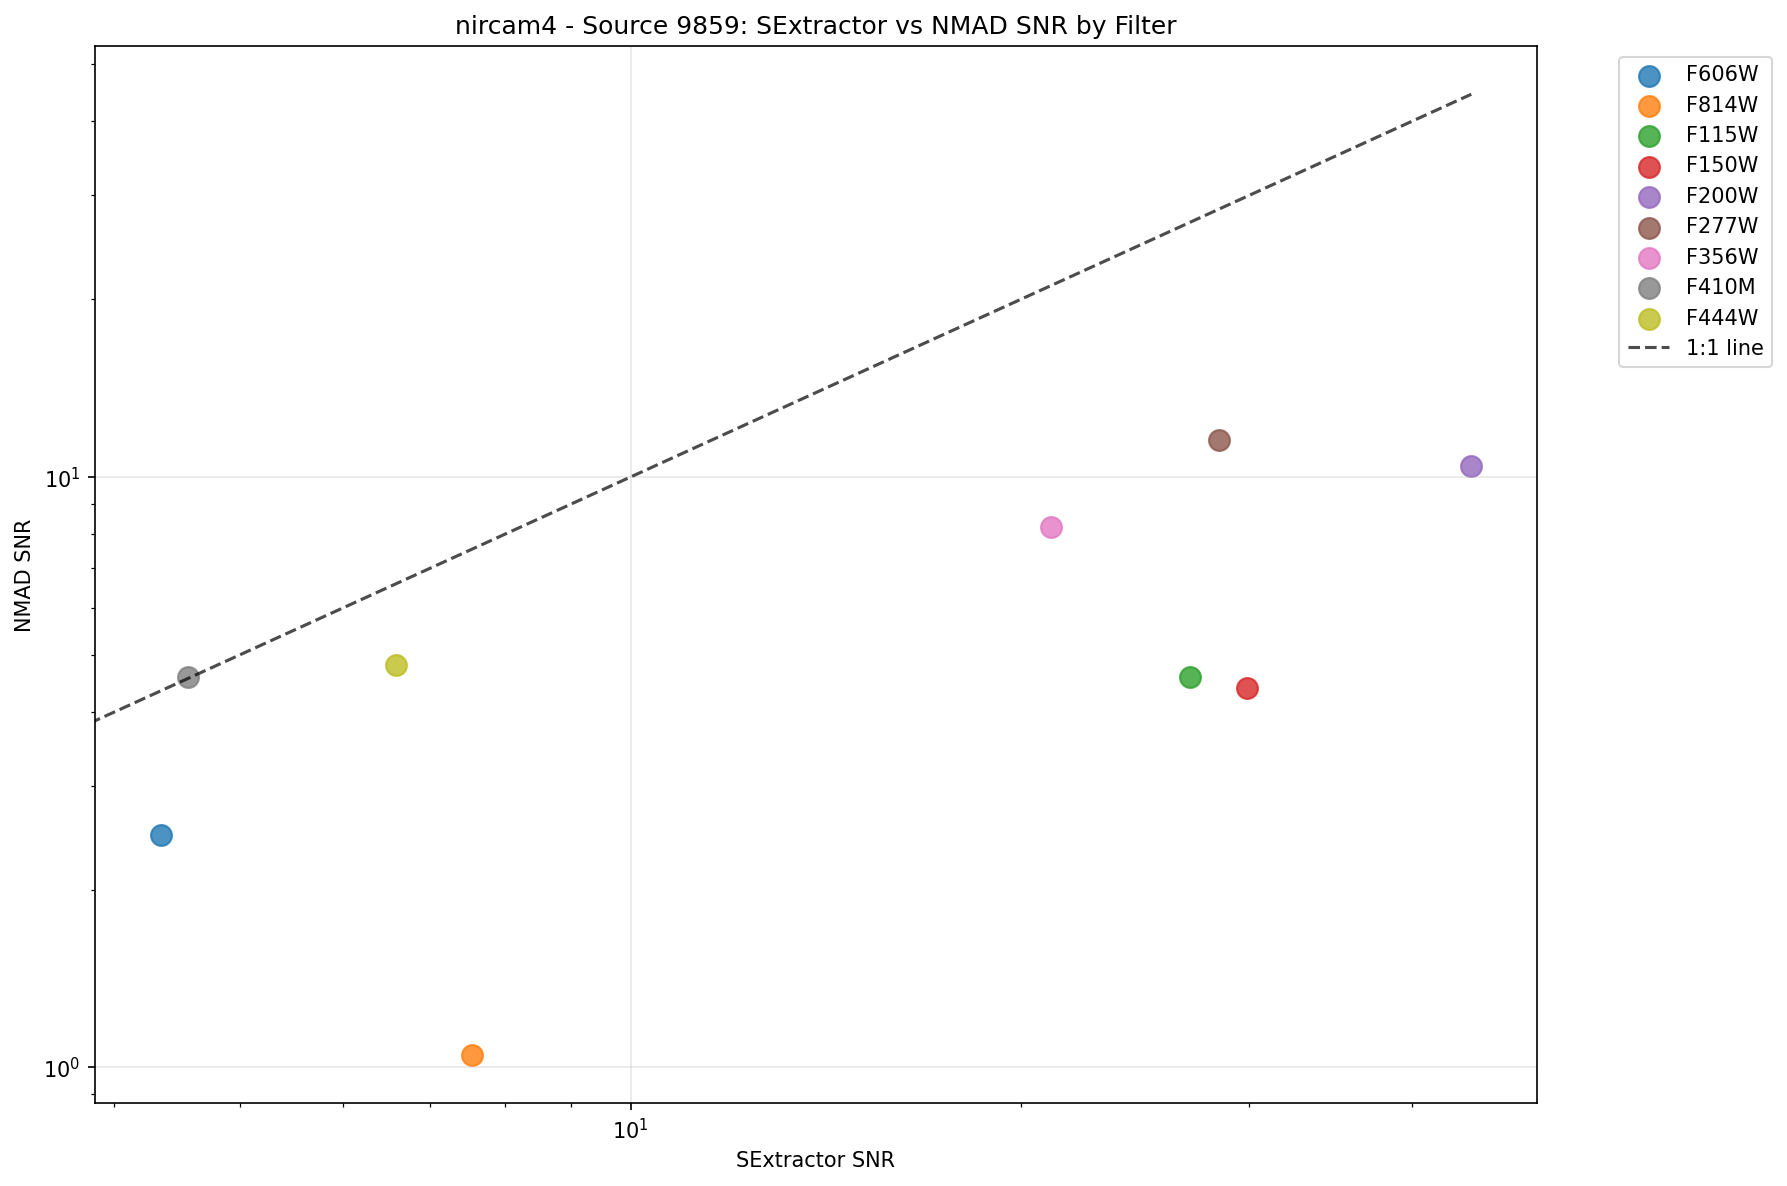 nircam4 - Source 9859: SExtractor vs NMAD SNR by Filter
F606W
F814W
F115W
F150W
F200W
F277W
F356W
F410M
F444W
1:1 line
NMAD SNR
10¹
10⁰
10¹
SExtractor SNR